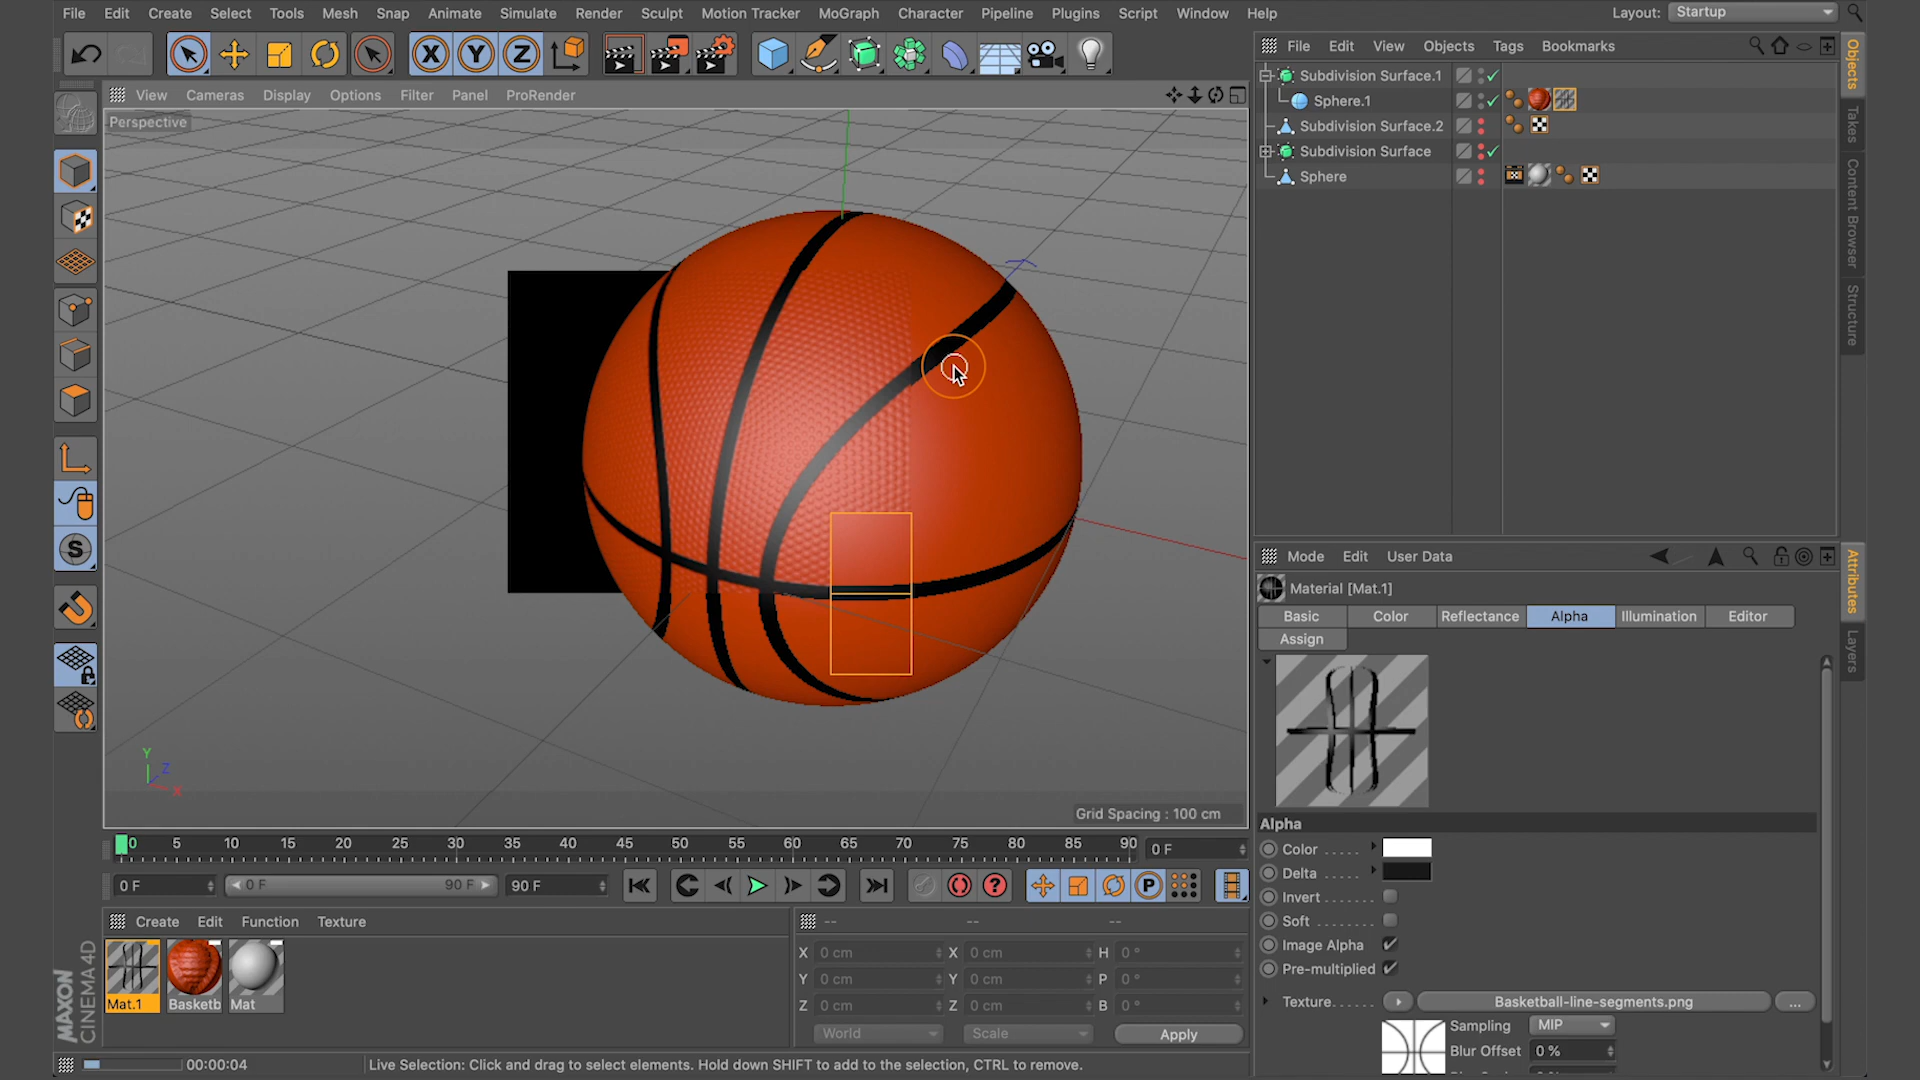 File Edit Create Select Tools Mesh Snap Animate Simulate Render Sculpt Motion Tracker MoGraph Character Pipeline Plugins Script Window Help Layout: Startup
X Y Z
File Edit View Objects Tags Bookmarks
Objects
Takes
Content Browser
Structure
Subdivision Surface.1
Sphere.1
Subdivision Surface.2
Subdivision Surface
Sphere
View Cameras Display Options Filter Panel ProRender
Perspective
S
Y
Z
X
Grid Spacing : 100 cm
Mode Edit User Data
Attributes
Layers
Material [Mat.1]
Basic Color Reflectance Alpha Illumination Editor
Assign
Alpha
Color .....
Delta .....
Invert .......
Soft .......
Image Alpha
Pre-multiplied
Texture...... Basketball-line-segments.png ...
Sampling MIP
Blur Offset 0 %
0 5 10 15 20 25 30 35 40 45 50 55 60 65 70 75 80 85 90 0 F
0 F 0 F 90 F 90 F ? P
Create Edit Function Texture
Mat.1 Basketb Mat
-- -- --
X 0 cm X 0 cm H 0 °
Y 0 cm Y 0 cm P 0 °
Z 0 cm Z 0 cm B 0 °
World Scale Apply
MAXON
CINEMA4D
00:00:04 Live Selection: Click and drag to select elements. Hold down SHIFT to add to the selection, CTRL to remove.